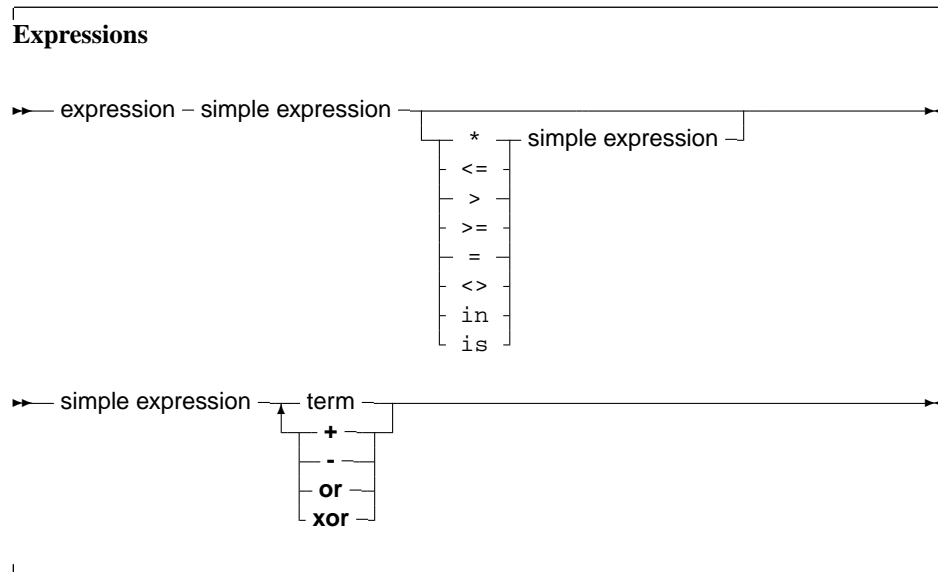 Expressions
expression simple expression
* simple expression
<=
>
>=
=
<>
in
is
simple expression term
+
-
or
xor